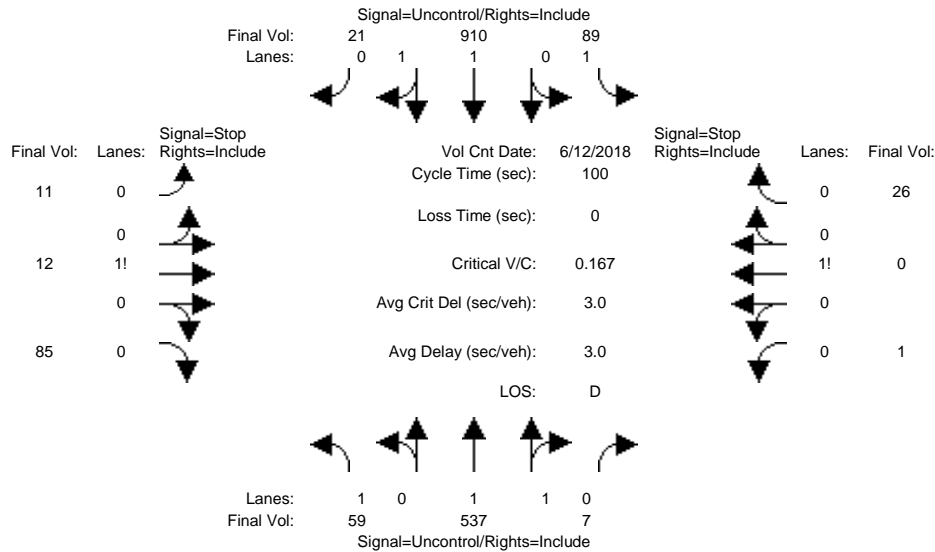 Signal=Uncontrol/Rights=Include
Final Vol: 21 910 89
Lanes: 0 1 1 0 1
Signal=Stop Signal=Stop
Final Vol: Lanes: Rights=Include Vol Cnt Date: 6/12/2018 Rights=Include Lanes: Final Vol:
Cycle Time (sec): 100
11 0 0 26
Loss Time (sec): 0
0 0
12 1! Critical V/C: 0.167 1! 0
0 Avg Crit Del (sec/veh): 3.0 0
85 0 Avg Delay (sec/veh): 3.0 0 1
LOS: D
Lanes: 1 0 1 1 0
Final Vol: 59 537 7
Signal=Uncontrol/Rights=Include